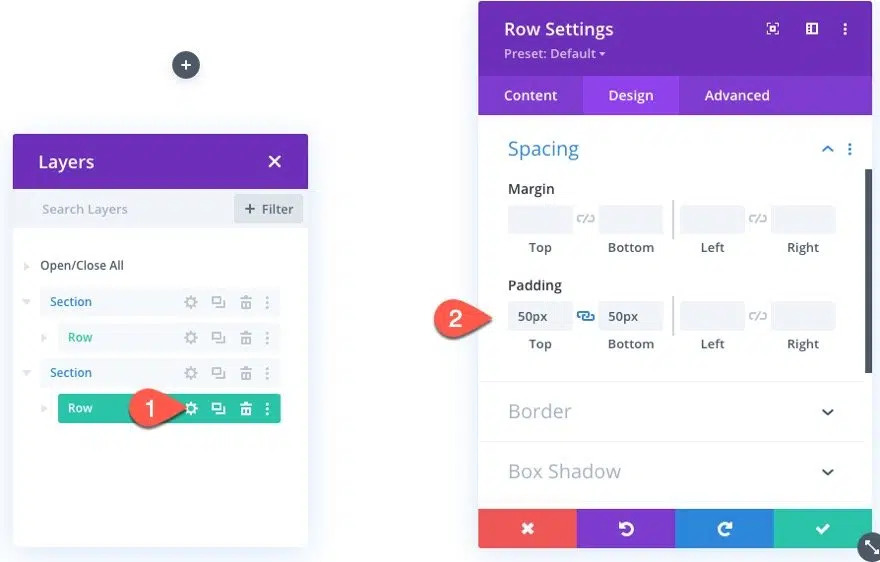 Layers
Search Layers
+ Filter
Open/Close All
Section
Row
Section
Row
1
Row Settings
Preset: Default
Content Design Advanced
Spacing
Margin
Top Bottom Left Right
Padding
2
50px 50px
Top Bottom Left Right
Border
Box Shadow